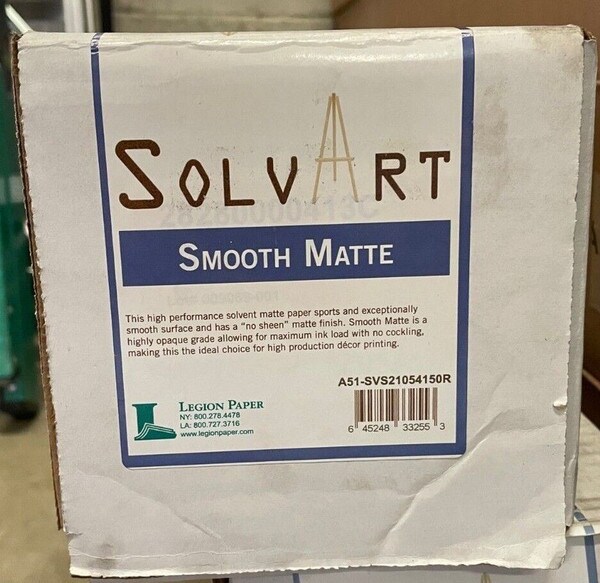 SOLVART
28280000413C
SMOOTH MATTE
This high performance solvent matte paper sports and exceptionally
smooth surface and has a "no sheen" matte finish. Smooth Matte is a
highly opaque grade allowing for maximum ink load with no cockling,
making this the ideal choice for high production décor printing.
A51-SVS21054150R
LEGION PAPER
NY: 800.278.4478
LA: 800.727.3716
www.legionpaper.com
6 45248 33255 3